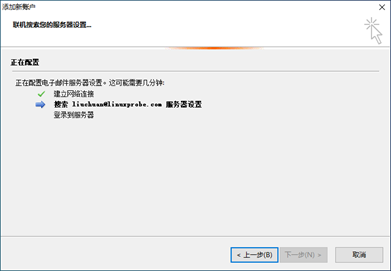 添加新账户
联机搜索您的服务器设置...
正在配置
正在配置电子邮件服务器设置。这可能需要几分钟:
建立网络连接
搜索 liuchuan@linuxprobe.com 服务器设置
登录到服务器
< 上一步(B)
下一步(N) >
取消